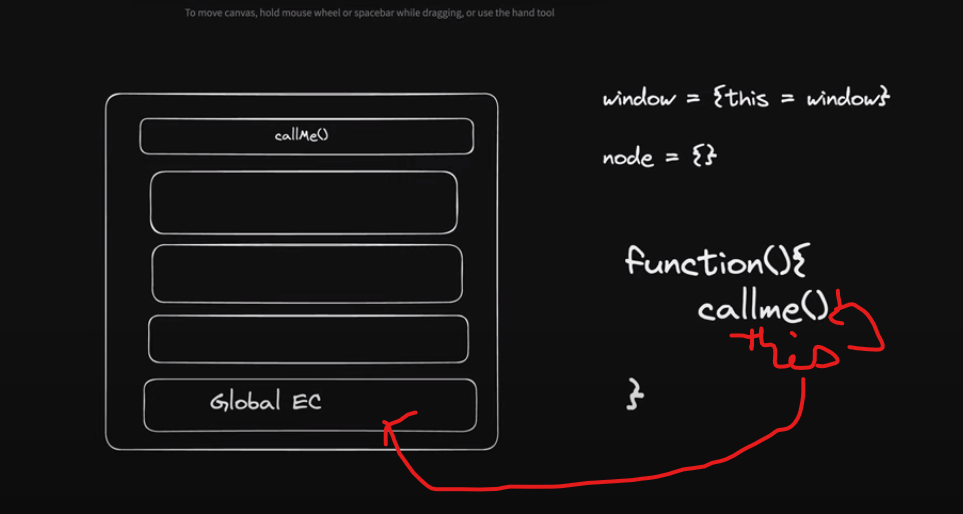 To move canvas, hold mouse wheel or spacebar while dragging, or use the hand tool
callMe()
Global EC
window = {this = window}
node = {}
function(){
callme()
this
}